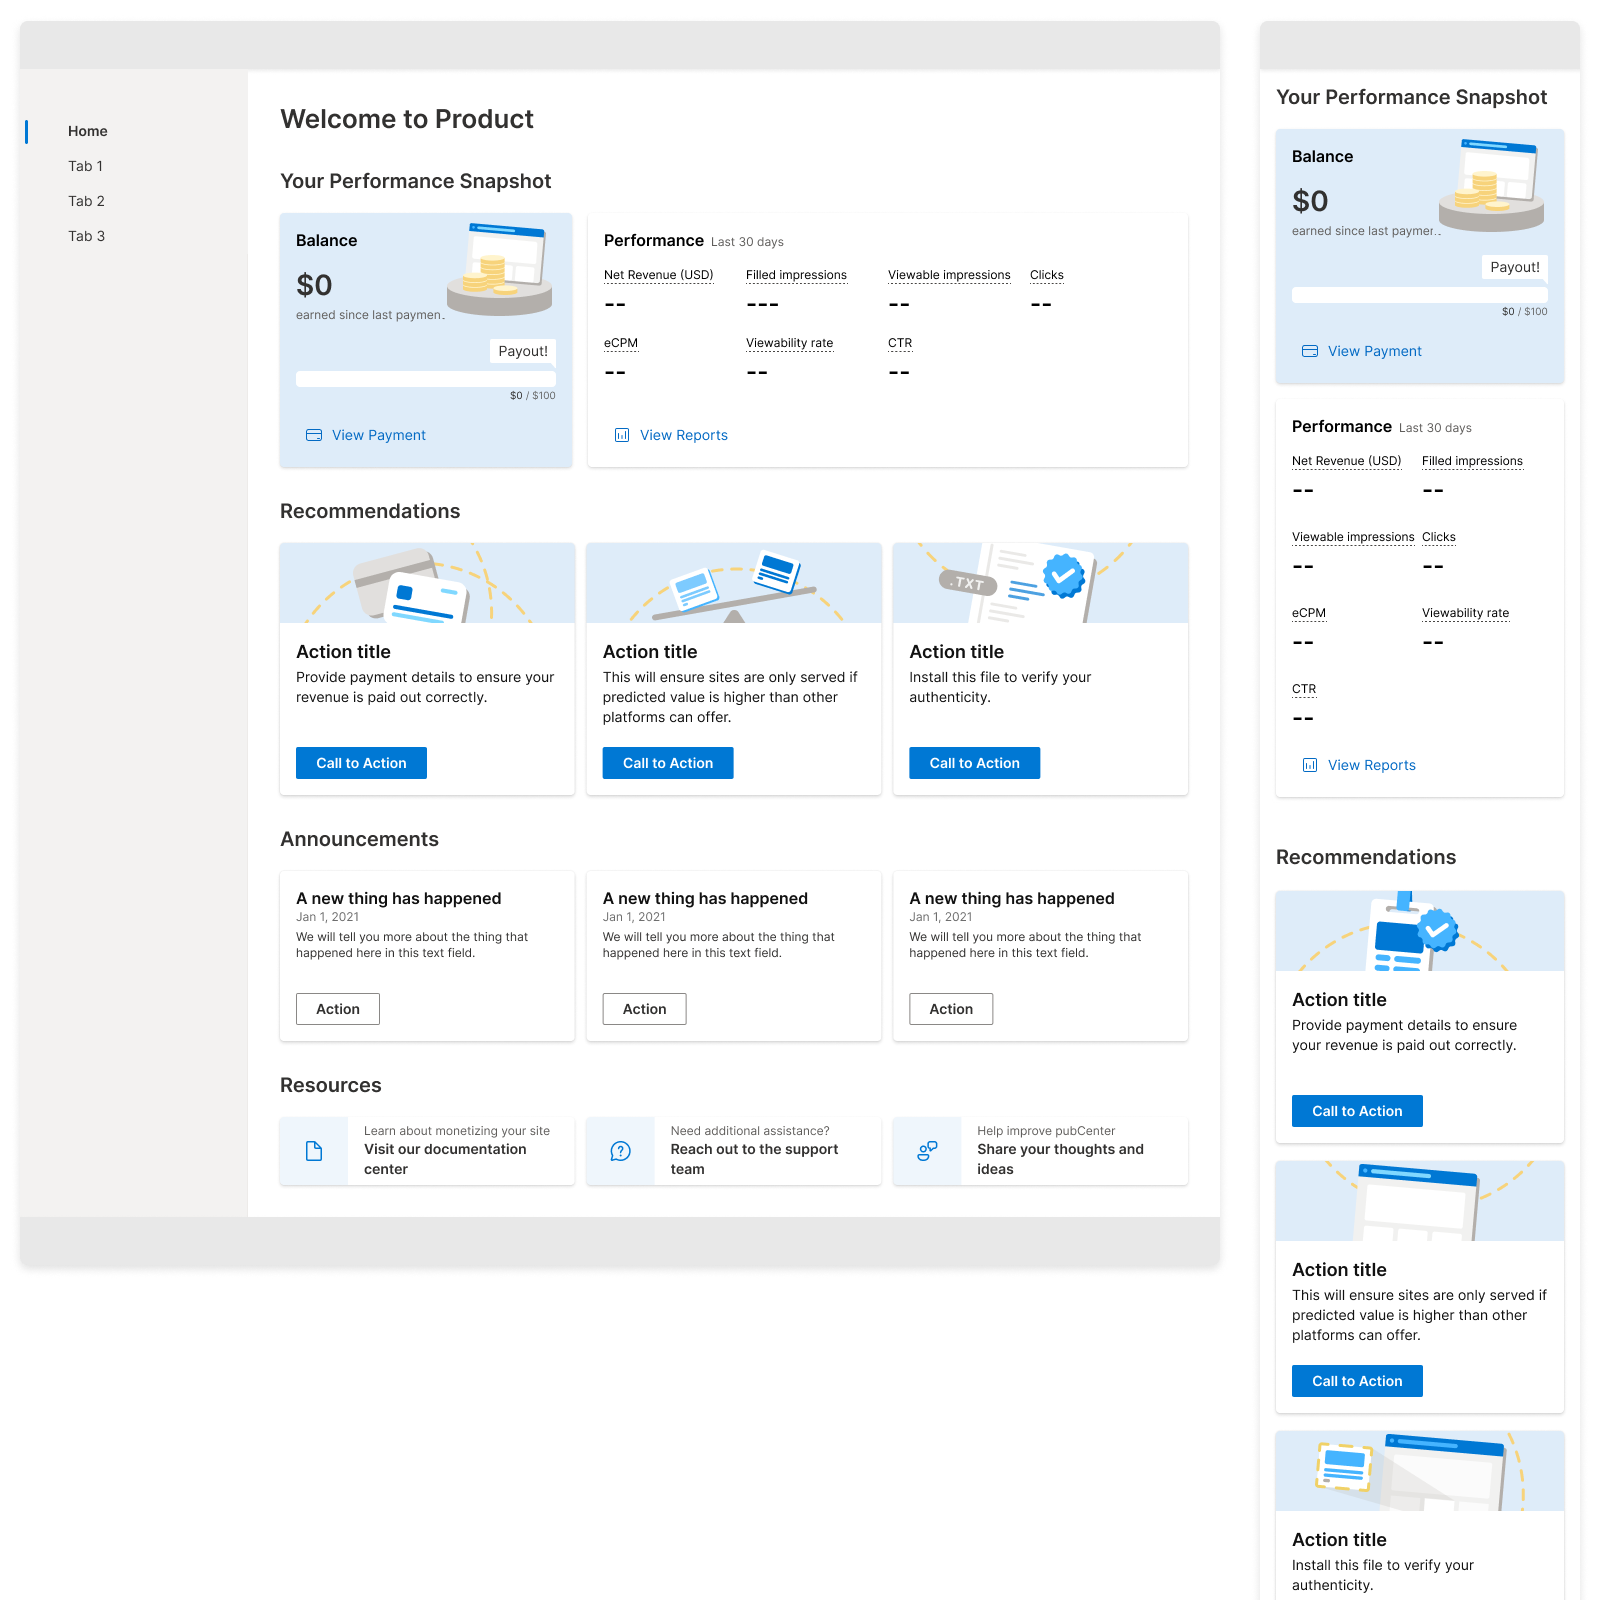 Home
Tab 1
Tab 2
Tab 3
Welcome to Product
Your Performance Snapshot
Balance
$0
earned since last paymen..
Payout!
$0 / $100
View Payment
Performance Last 30 days
Net Revenue (USD) Filled impressions Viewable impressions Clicks
-- --- -- --
eCPM Viewability rate CTR
-- -- --
View Reports
Recommendations
Action title
Provide payment details to ensure your
revenue is paid out correctly.
Call to Action
Action title
This will ensure sites are only served if
predicted value is higher than other
platforms can offer.
Call to Action
.TXT
Action title
Install this file to verify your
authenticity.
Call to Action
Announcements
A new thing has happened
Jan 1, 2021
We will tell you more about the thing that
happened here in this text field.
Action
A new thing has happened
Jan 1, 2021
We will tell you more about the thing that
happened here in this text field.
Action
A new thing has happened
Jan 1, 2021
We will tell you more about the thing that
happened here in this text field.
Action
Resources
Learn about monetizing your site
Visit our documentation
center
Need additional assistance?
Reach out to the support
team
Help improve pubCenter
Share your thoughts and
ideas
Your Performance Snapshot
Balance
$0
earned since last paymer..
Payout!
$0 / $100
View Payment
Performance Last 30 days
Net Revenue (USD) Filled impressions
-- --
Viewable impressions Clicks
-- --
eCPM Viewability rate
-- --
CTR
--
View Reports
Recommendations
Action title
Provide payment details to ensure
your revenue is paid out correctly.
Call to Action
Action title
This will ensure sites are only served if
predicted value is higher than other
platforms can offer.
Call to Action
Action title
Install this file to verify your
authenticity.